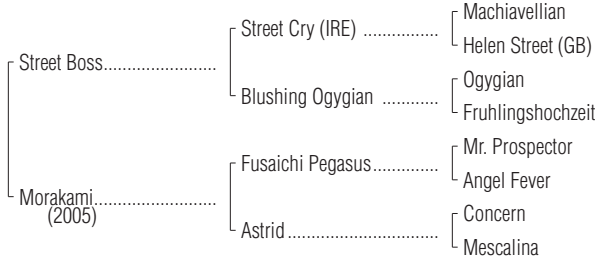 Machiavellian
Street Cry (IRE) ................
Helen Street (GB)
Street Boss........................
Ogygian
Blushing Ogygian ............
Fruhlingshochzeit
Mr. Prospector
Fusaichi Pegasus..............
Angel Fever
Morakami..........................
(2005)
Concern
Astrid ................................
Mescalina